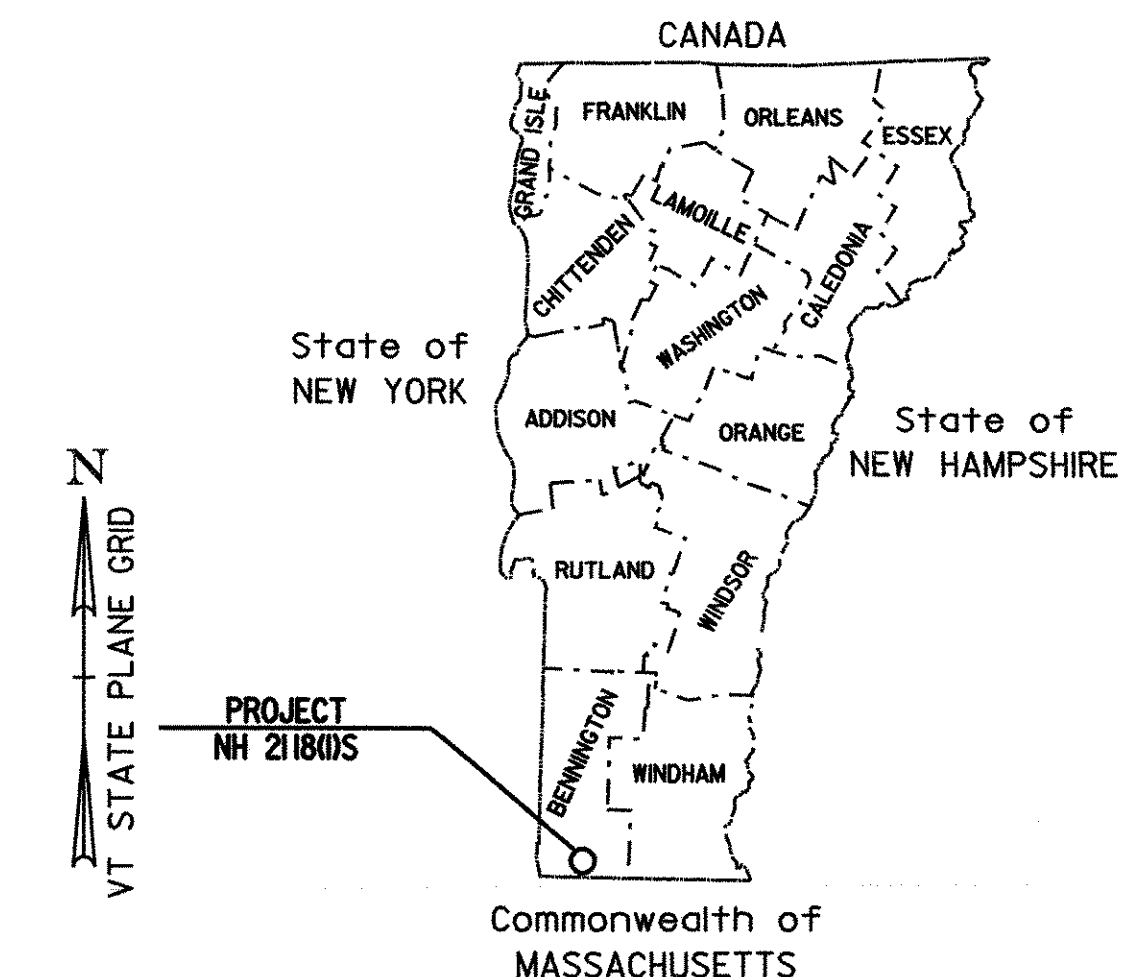 CANADA
GRAND ISLE
FRANKLIN
ORLEANS
ESSEX
LAMOILLE
CHITTENDEN
CALEDONIA
WASHINGTON
State of
NEW YORK
ADDISON
ORANGE
State of
NEW HAMPSHIRE
N
VT STATE PLANE GRID
RUTLAND
WINDSOR
PROJECT
NH 2118(1)S
BENNINGTON
WINDHAM
Commonwealth of
MASSACHUSETTS